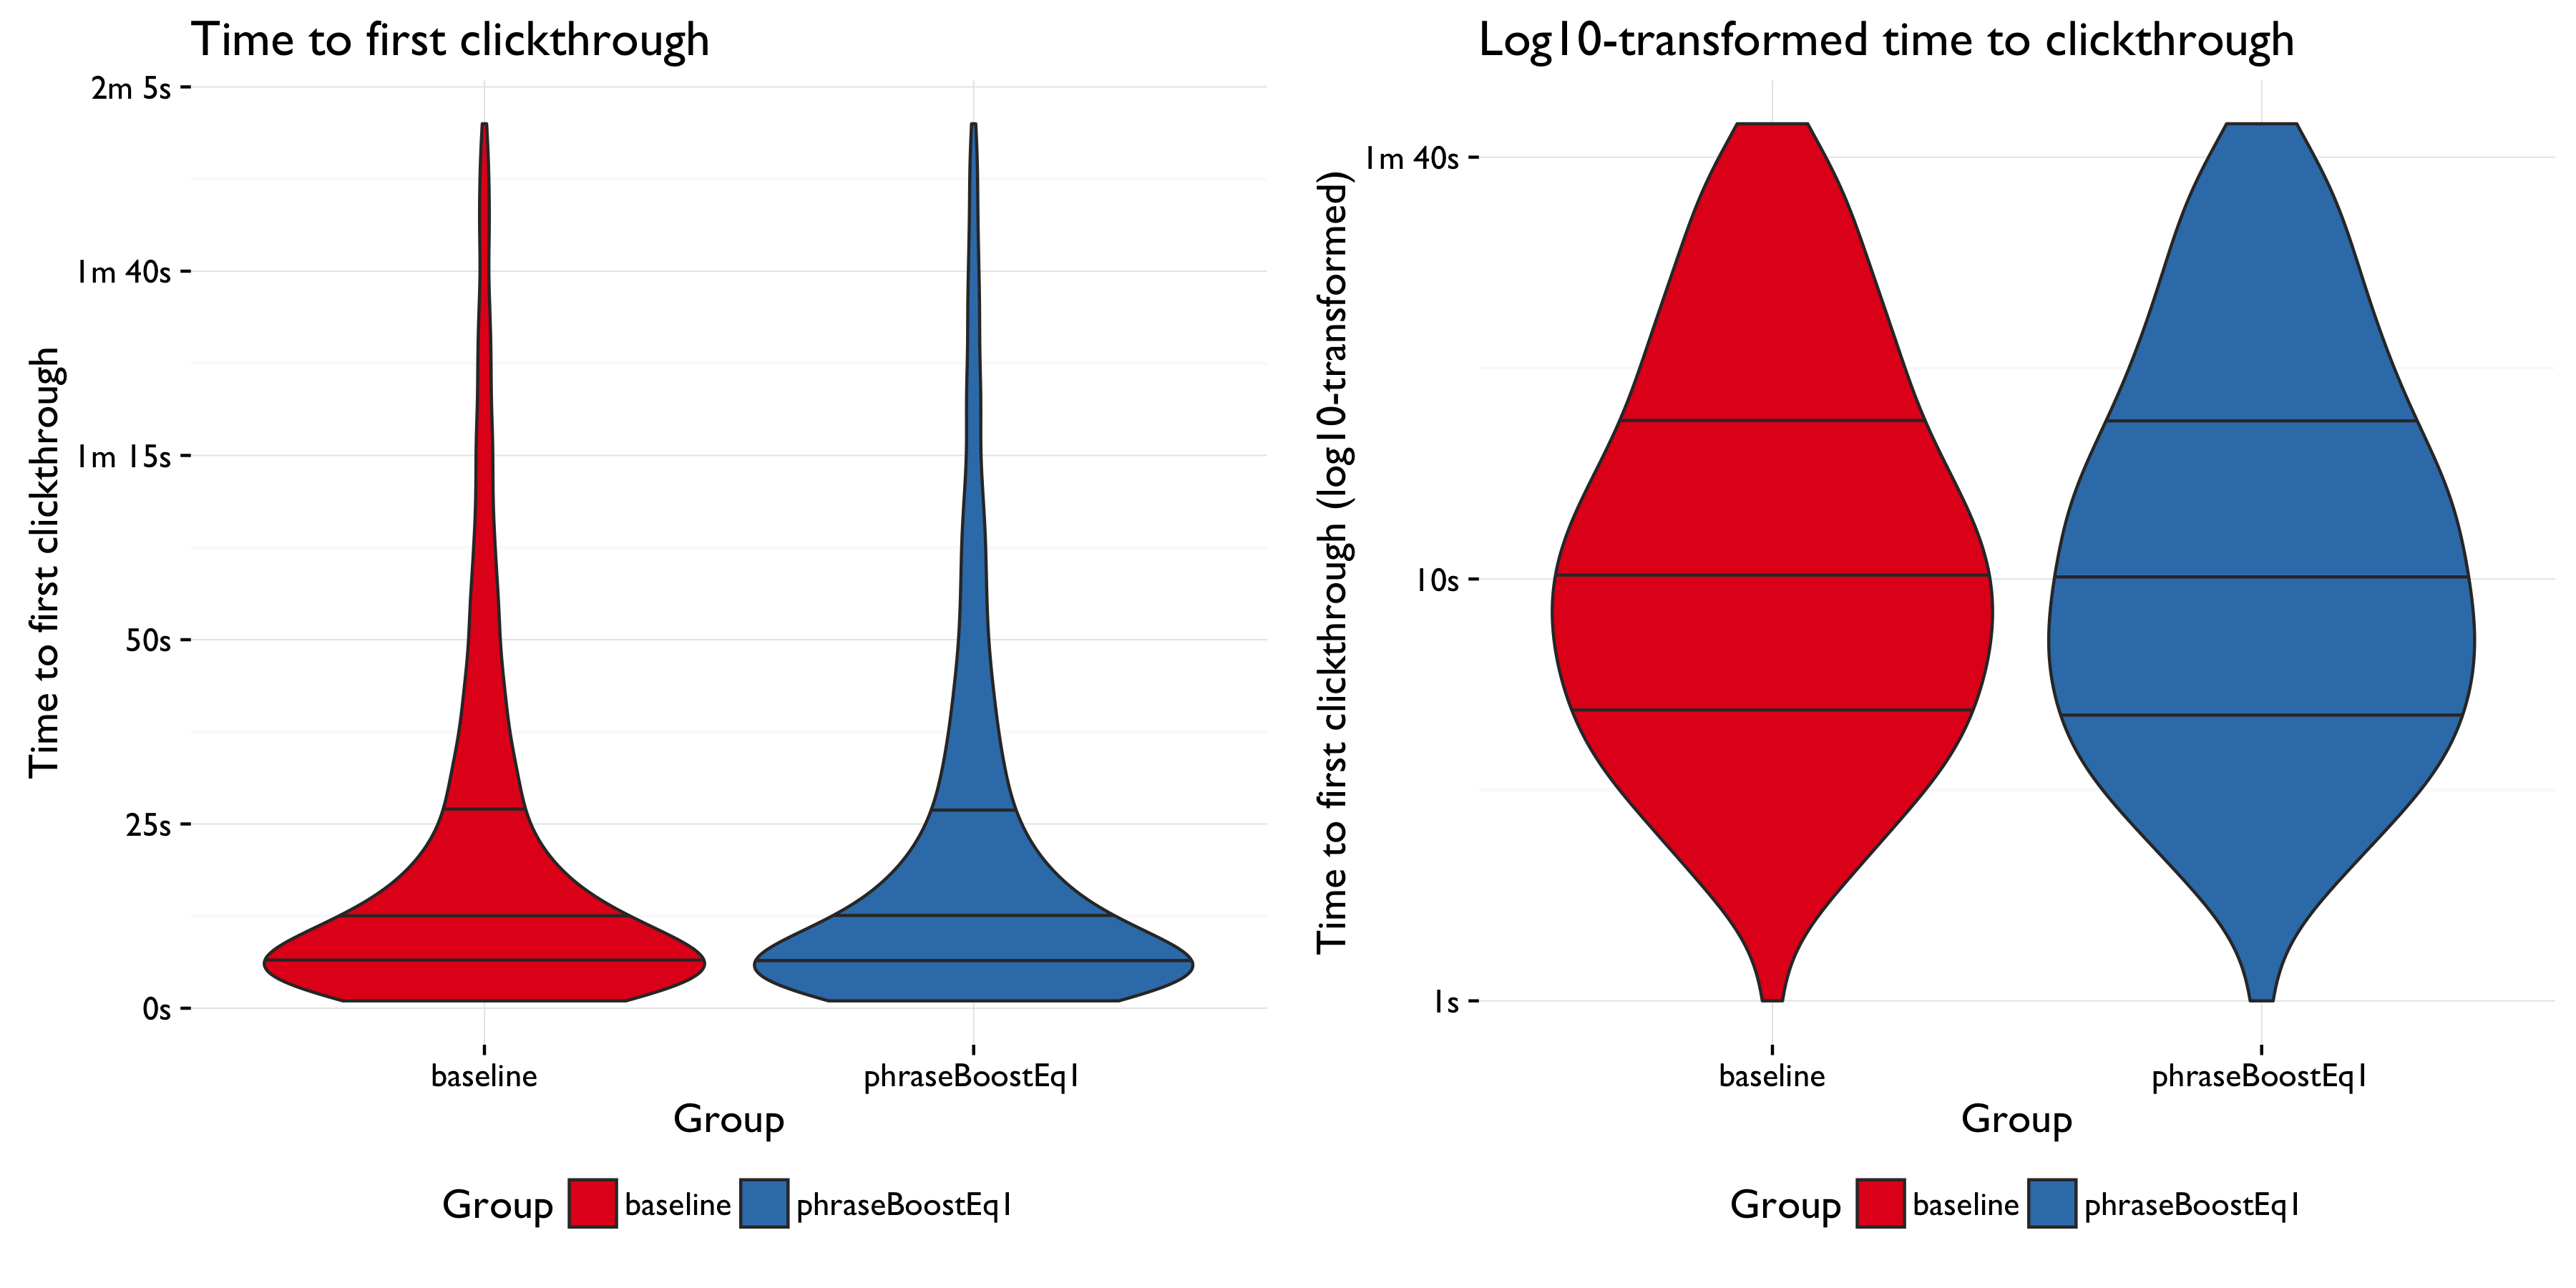 Time to first clickthrough
Time to first clickthrough
2m 5s
1m 40s
1m 15s
50s
25s
0s
baseline
phraseBoostEq1
Group
Group
baseline
phraseBoostEq1
Log10-transformed time to clickthrough
Time to first clickthrough (log10-transformed)
1m 40s
10s
1s
baseline
phraseBoostEq1
Group
Group
baseline
phraseBoostEq1